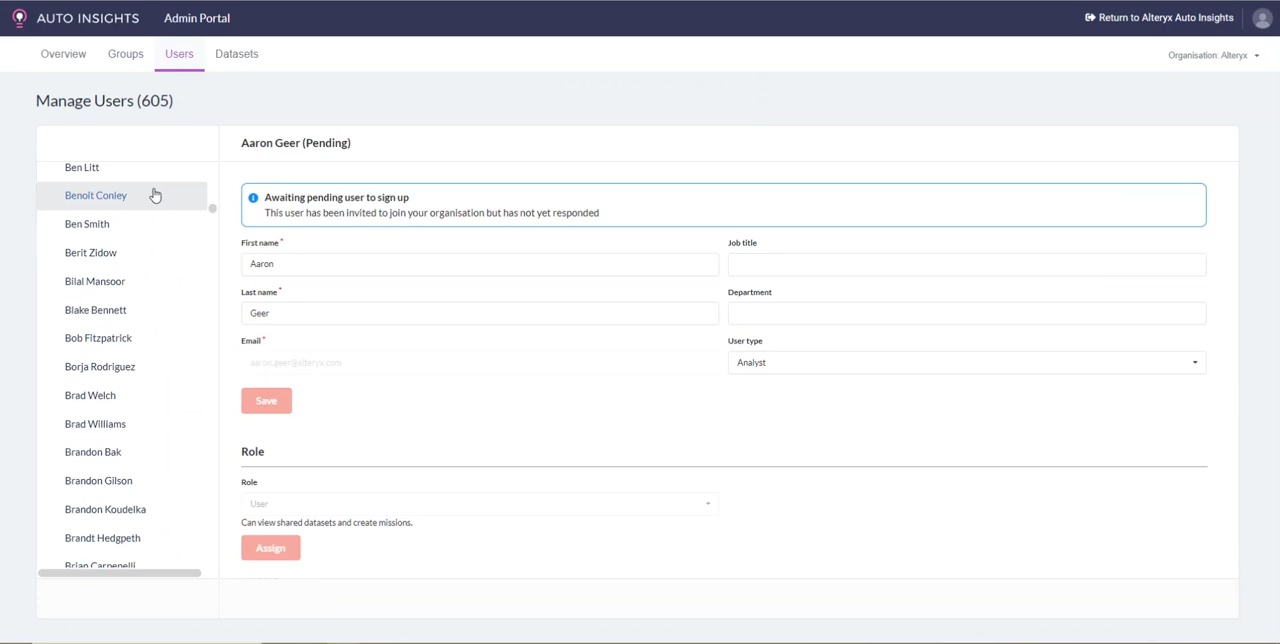 AUTO INSIGHTS Admin Portal Return to Alteryx Auto Insights
Overview Groups Users Datasets Organisation: Alteryx
Manage Users (605)
Aaron Geer (Pending)
Ben Litt
Benoit Conley
Ben Smith
Berit Zidow
Bilal Mansoor
Blake Bennett
Bob Fitzpatrick
Borja Rodriguez
Brad Welch
Brad Williams
Brandon Bak
Brandon Gilson
Brandon Koudelka
Brandt Hedgpeth
Brian Carpenelli
Awaiting pending user to sign up
This user has been invited to join your organisation but has not yet responded
First name * Job title
Aaron
Last name * Department
Geer
Email * User type
aaron.geer@alteryx.com Analyst
Save
Role
Role
User
Can view shared datasets and create missions.
Assign